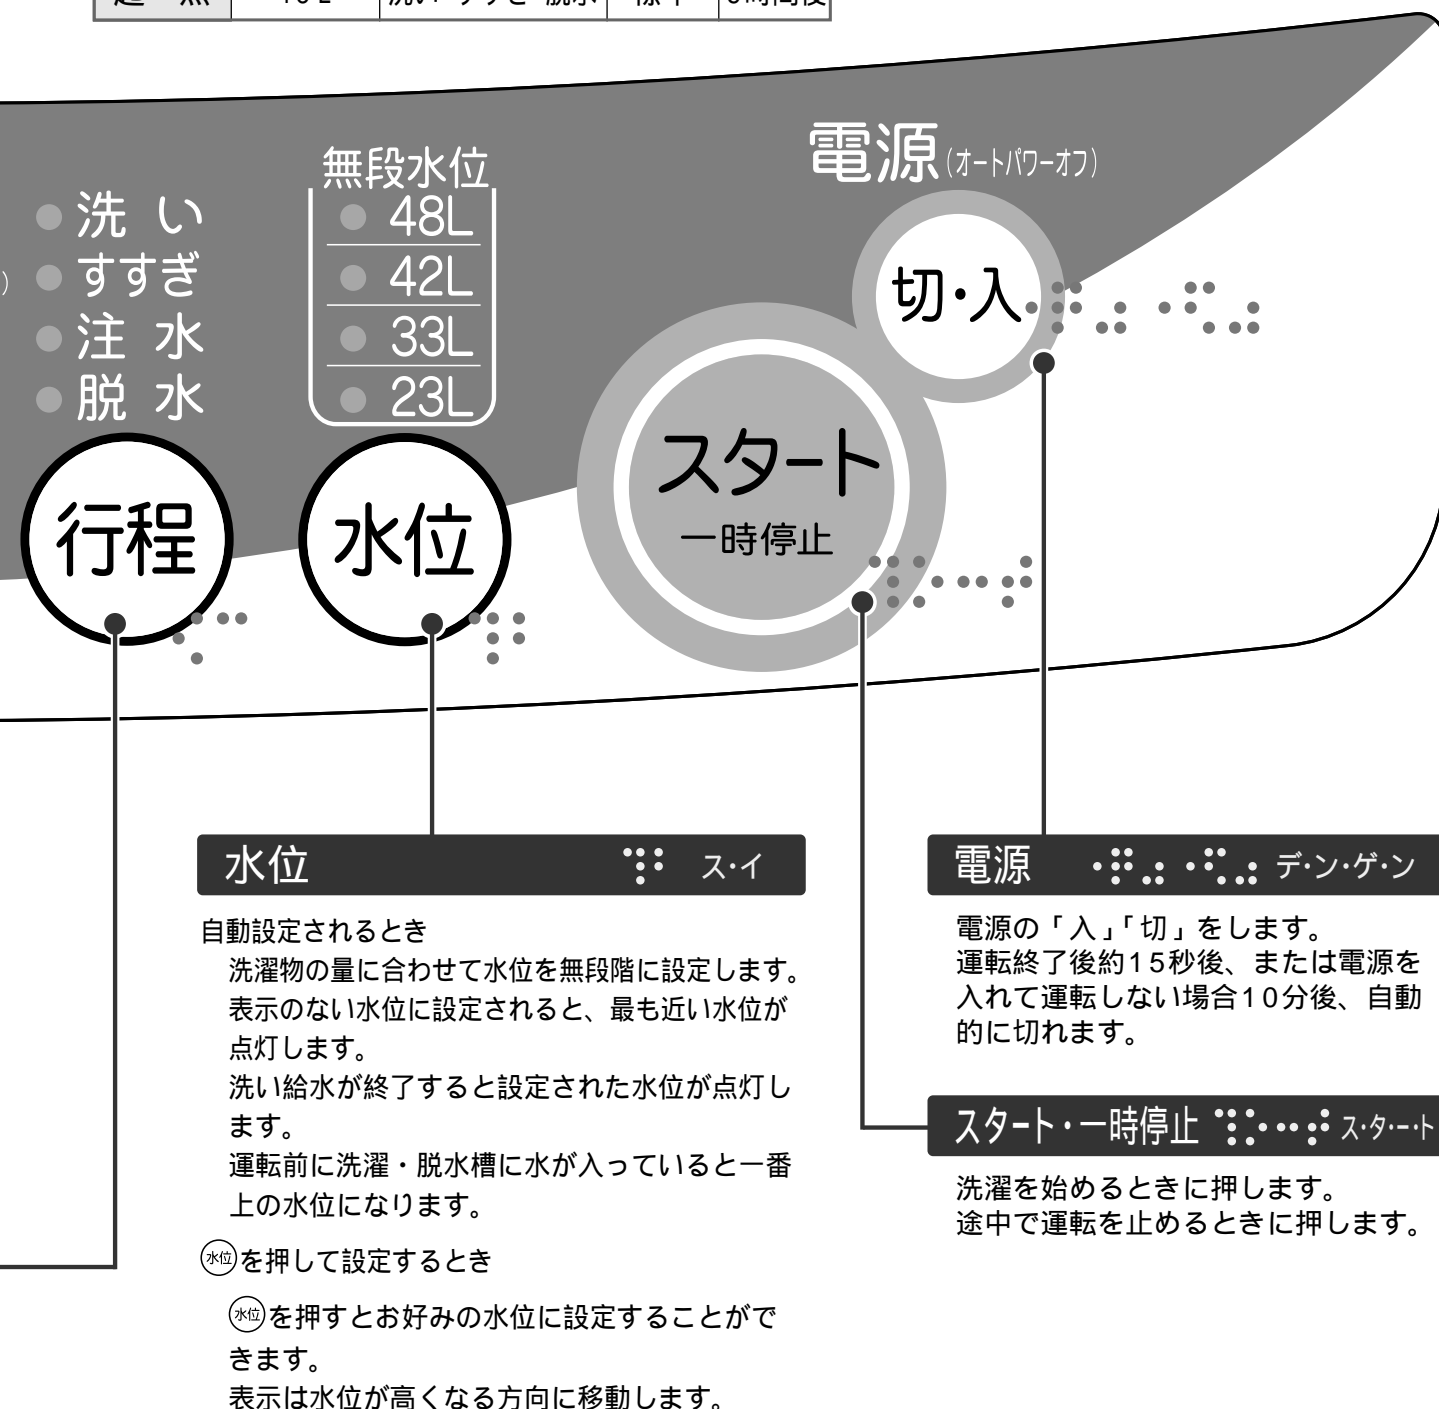 無段水位
電源(オートパワーオフ)
洗 い
すすぎ
注 水
脱 水
48L
42L
33L
23L
切・入
スタート
一時停止
行程
水位
水位 ス・イ
自動設定されるとき
洗濯物の量に合わせて水位を無段階に設定します。
表示のない水位に設定されると、最も近い水位が
点灯します。
洗い給水が終了すると設定された水位が点灯し
ます。
運転前に洗濯・脱水槽に水が入っていると一番
上の水位になります。
水位を押して設定するとき
水位を押すとお好みの水位に設定することがで
きます。
表示は水位が高くなる方向に移動します。
電源 デ・ン・ゲ・ン
電源の「入」「切」をします。
運転終了後約15秒後、または電源を
入れて運転しない場合10分後、自動
的に切れます。
スタート・一時停止 ス・タ・ー・ト
洗濯を始めるときに押します。
途中で運転を止めるときに押します。